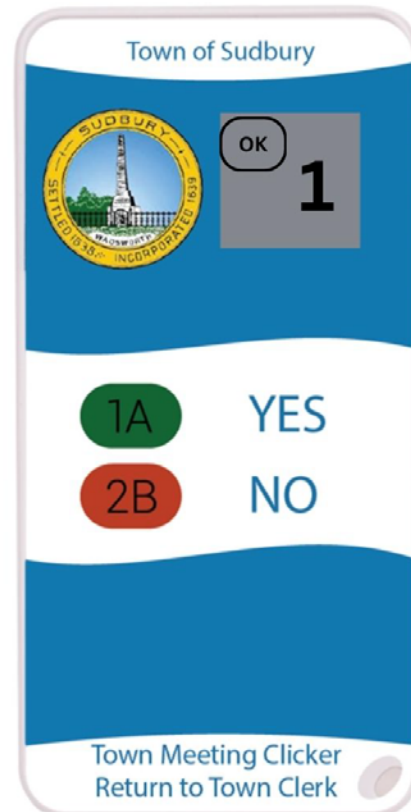 Town of Sudbury
SUDBURY
SETTLED 1638
INCORPORATED 1639
WADSWORTH
OK
1
1A YES
2B NO
Town Meeting Clicker
Return to Town Clerk